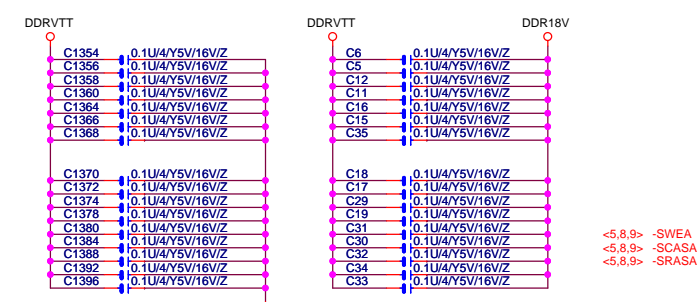 DDRVTT DDRVTT DDR18V
C1354 0.1U/4/Y5V/16V/Z C6 0.1U/4/Y5V/16V/Z
C1356 0.1U/4/Y5V/16V/Z C5 0.1U/4/Y5V/16V/Z
C1358 0.1U/4/Y5V/16V/Z C12 0.1U/4/Y5V/16V/Z
C1360 0.1U/4/Y5V/16V/Z C11 0.1U/4/Y5V/16V/Z
C1364 0.1U/4/Y5V/16V/Z C16 0.1U/4/Y5V/16V/Z
C1366 0.1U/4/Y5V/16V/Z C15 0.1U/4/Y5V/16V/Z
C1368 0.1U/4/Y5V/16V/Z C35 0.1U/4/Y5V/16V/Z
C1370 0.1U/4/Y5V/16V/Z C18 0.1U/4/Y5V/16V/Z
C1372 0.1U/4/Y5V/16V/Z C17 0.1U/4/Y5V/16V/Z
C1374 0.1U/4/Y5V/16V/Z C29 0.1U/4/Y5V/16V/Z
C1378 0.1U/4/Y5V/16V/Z C19 0.1U/4/Y5V/16V/Z
C1380 0.1U/4/Y5V/16V/Z C31 0.1U/4/Y5V/16V/Z <5,8,9> -SWEA
C1384 0.1U/4/Y5V/16V/Z C30 0.1U/4/Y5V/16V/Z <5,8,9> -SCASA
C1388 0.1U/4/Y5V/16V/Z C32 0.1U/4/Y5V/16V/Z <5,8,9> -SRASA
C1392 0.1U/4/Y5V/16V/Z C34 0.1U/4/Y5V/16V/Z
C1396 0.1U/4/Y5V/16V/Z C33 0.1U/4/Y5V/16V/Z